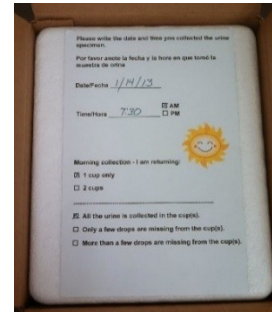 Please write the date and time you collected the urine
specimen.
Por favor anote la fecha y la hora en que tomó la
muestra de orina
Date/Fecha 1/14/13
☒ AM
Time/Hora 7:30 ☐ PM
Morning collection - I am returning:
☒ 1 cup only
☐ 2 cups
☒ All the urine is collected in the cup(s).
☐ Only a few drops are missing from the cup(s).
☐ More than a few drops are missing from the cup(s).